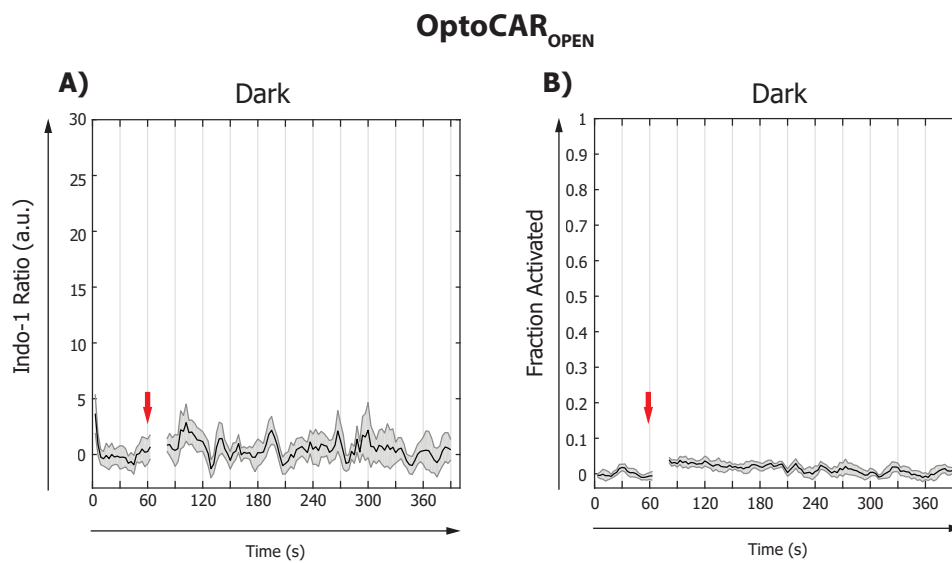 OptoCAR OPEN
A)
Dark
30
25
20
15
10
5
0
Indo-1 Ratio (a.u.)
0 60 120 180 240 300 360
Time (s)
B)
Dark
1
0.9
0.8
0.7
0.6
0.5
0.4
0.3
0.2
0.1
0
Fraction Activated
0 60 120 180 240 300 360
Time (s)